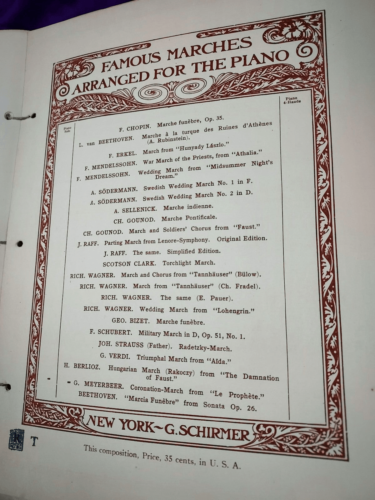 FAMOUS MARCHES
ARRANGED FOR THE PIANO
Piano
4-Hands
F. CHOPIN. Marche funèbre, Op. 35.
L. van BEETHOVEN. Marche à la turque des Ruines d'Athènes
(A. Rubinstein).
F. ERKEL. March from "Hunyady László."
F. MENDELSSOHN. War March of the Priests, from "Athalia."
F. MENDELSSOHN. Wedding March from "Midsummer Night's
Dream."
A. SÖDERMANN. Swedish Wedding March No. 1 in F.
A. SÖDERMANN. Swedish Wedding March No. 2 in D.
A. SELLENICK. Marche indienne.
CH. GOUNOD. Marche Pontificale.
CH. GOUNOD. March and Soldiers' Chorus from "Faust."
J. RAFF. Parting March from Lenore-Symphony. Original Edition.
J. RAFF. The same. Simplified Edition.
SCOTSON CLARK. Torchlight March.
RICH. WAGNER. March and Chorus from "Tannhäuser" (Bülow).
RICH. WAGNER. March from "Tannhäuser" (Ch. Fradel).
RICH. WAGNER. The same (E. Pauer).
RICH. WAGNER. Wedding March from "Lohengrin."
GEO. BIZET. Marche funèbre.
F. SCHUBERT. Military March in D, Op. 51, No. 1.
JOH. STRAUSS (Father). Radetzky-March.
G. VERDI. Triumphal March from "Aïda."
H. BERLIOZ. Hungarian March (Rakoczy) from "The Damnation
of Faust."
G. MEYERBEER. Coronation-March from "Le Prophète."
BEETHOVEN. "Marcia Funèbre" from Sonata Op. 26.
NEW YORK ~ G. SCHIRMER
T
This composition, Price, 35 cents, in U. S. A.